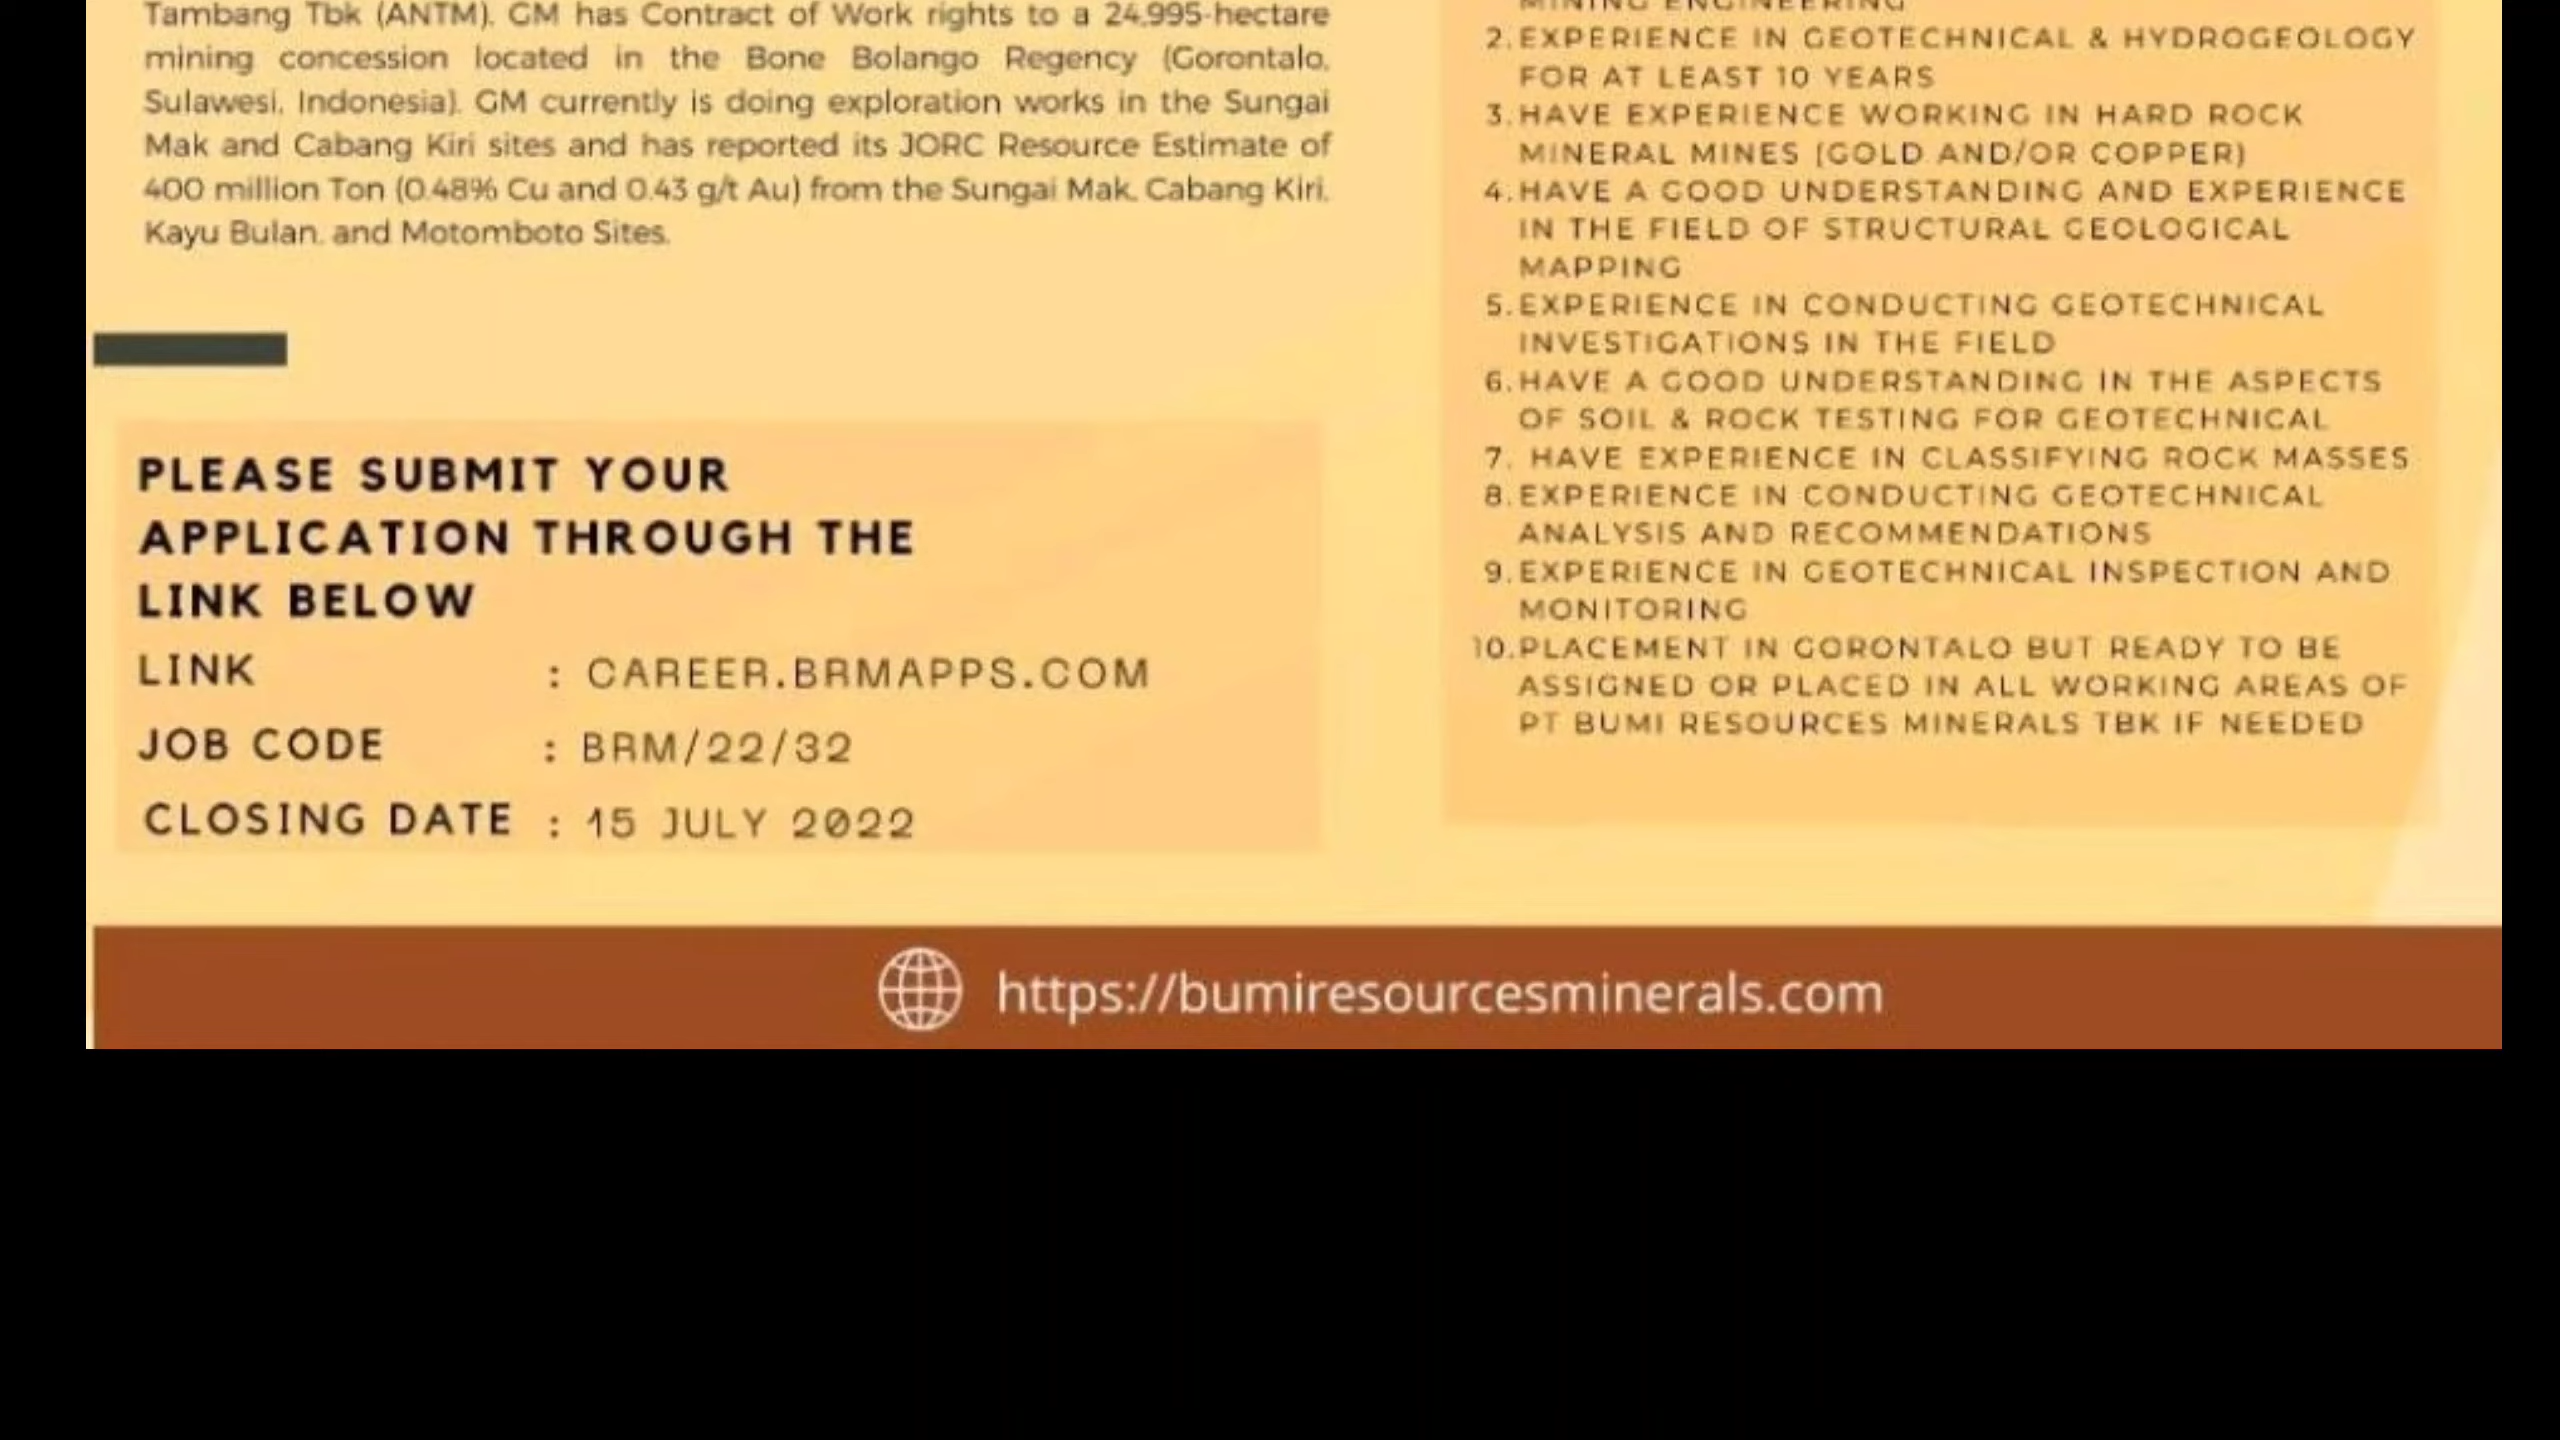 Tambang Tbk (ANTM). GM has Contract of Work rights to a 24,995-hectare
mining concession located in the Bone Bolango Regency (Gorontalo,
Sulawesi, Indonesia). GM currently is doing exploration works in the Sungai
Mak and Cabang Kiri sites and has reported its JORC Resource Estimate of
400 million Ton (0.48% Cu and 0.43 g/t Au) from the Sungai Mak, Cabang Kiri,
Kayu Bulan, and Motomboto Sites.
PLEASE SUBMIT YOUR
APPLICATION THROUGH THE
LINK BELOW
LINK : CAREER.BRMAPPS.COM
JOB CODE : BRM/22/32
CLOSING DATE : 15 JULY 2022
MINING ENGINEERING
2. EXPERIENCE IN GEOTECHNICAL & HYDROGEOLOGY
FOR AT LEAST 10 YEARS
3. HAVE EXPERIENCE WORKING IN HARD ROCK
MINERAL MINES (GOLD AND/OR COPPER)
4. HAVE A GOOD UNDERSTANDING AND EXPERIENCE
IN THE FIELD OF STRUCTURAL GEOLOGICAL
MAPPING
5. EXPERIENCE IN CONDUCTING GEOTECHNICAL
INVESTIGATIONS IN THE FIELD
6. HAVE A GOOD UNDERSTANDING IN THE ASPECTS
OF SOIL & ROCK TESTING FOR GEOTECHNICAL
7. HAVE EXPERIENCE IN CLASSIFYING ROCK MASSES
8. EXPERIENCE IN CONDUCTING GEOTECHNICAL
ANALYSIS AND RECOMMENDATIONS
9. EXPERIENCE IN GEOTECHNICAL INSPECTION AND
MONITORING
10. PLACEMENT IN GORONTALO BUT READY TO BE
ASSIGNED OR PLACED IN ALL WORKING AREAS OF
PT BUMI RESOURCES MINERALS TBK IF NEEDED
https://bumiresourcesminerals.com